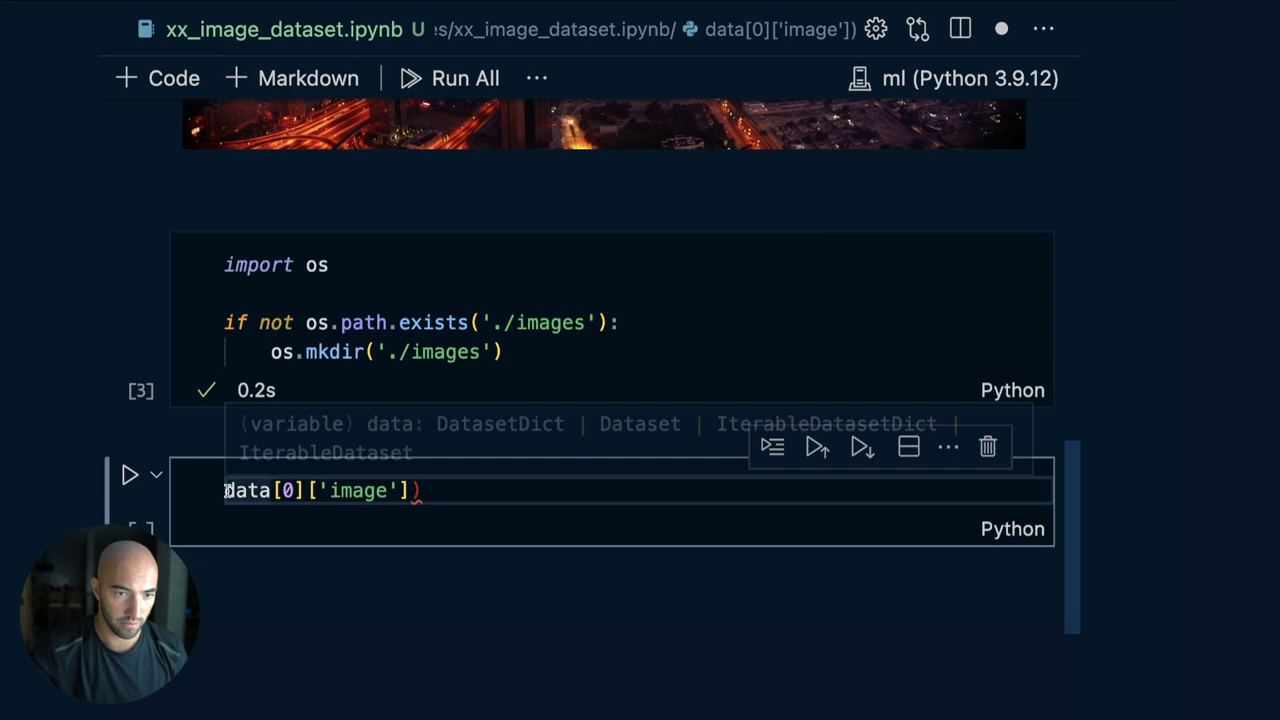 xx_image_dataset.ipynb U es/xx_image_dataset.ipynb/ data[0]['image']) ...
+ Code + Markdown | Run All ... ml (Python 3.9.12)
import os
if not os.path.exists('./images'):
os.mkdir('./images')
[3] 0.2s Python
(variable) data: DatasetDict | Dataset | IterableDatasetDict |
IterableDataset
data[0]['image'])
[ ] Python